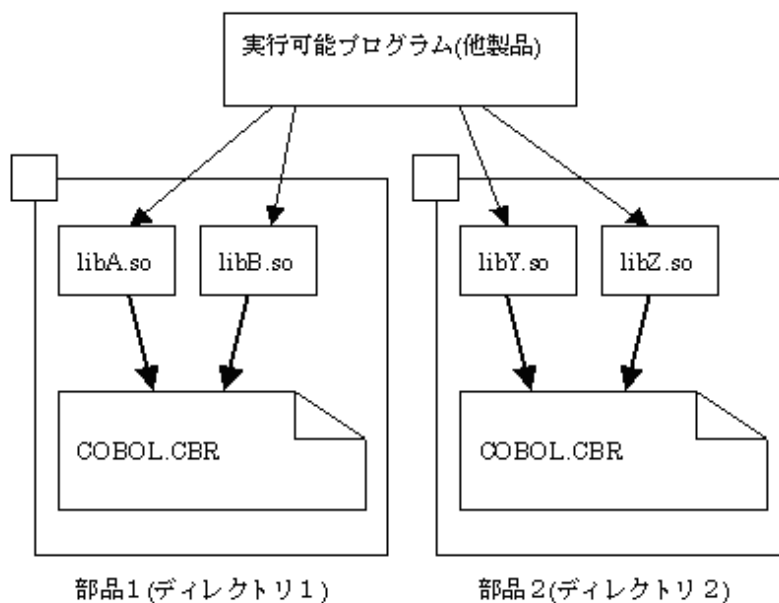 実行可能プログラム(他製品)
libA.so
libB.so
libY.so
libZ.so
COBOL.CBR
COBOL.CBR
部品1(ディレクトリ1)
部品2(ディレクトリ2)